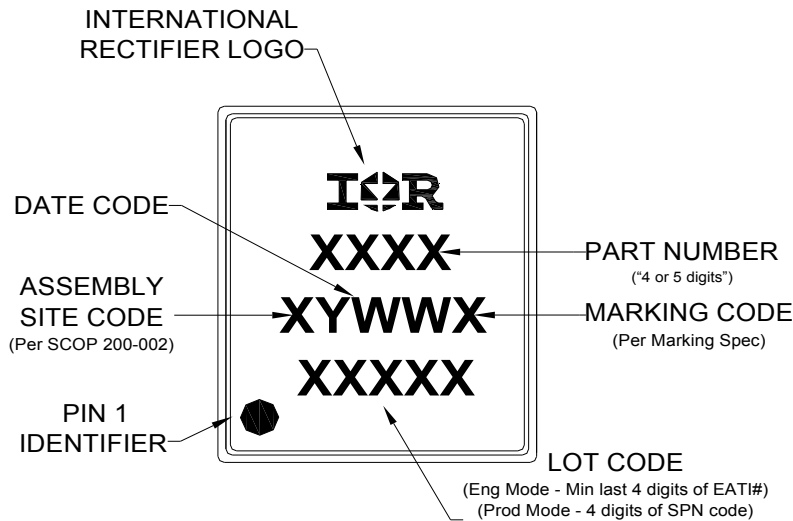 INTERNATIONAL
RECTIFIER LOGO
IOR
DATE CODE
XXXX
PART NUMBER
(“4 or 5 digits”)
ASSEMBLY
SITE CODE
(Per SCOP 200-002)
XYWWX
MARKING CODE
(Per Marking Spec)
XXXXX
PIN 1
IDENTIFIER
LOT CODE
(Eng Mode - Min last 4 digits of EATI#)
(Prod Mode - 4 digits of SPN code)